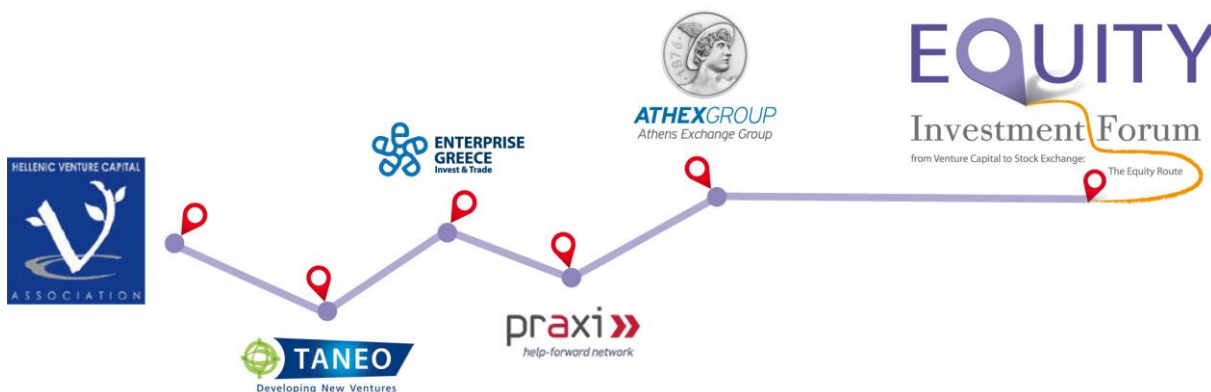 HELLENIC VENTURE CAPITAL
ASSOCIATION
TANEO
Developing New Ventures
ENTERPRISE
GREECE
Invest & Trade
praxi
help-forward network
1876
ATHEXGROUP
Athens Exchange Group
EQUITY
Investment Forum
from Venture Capital to Stock Exchange:
The Equity Route